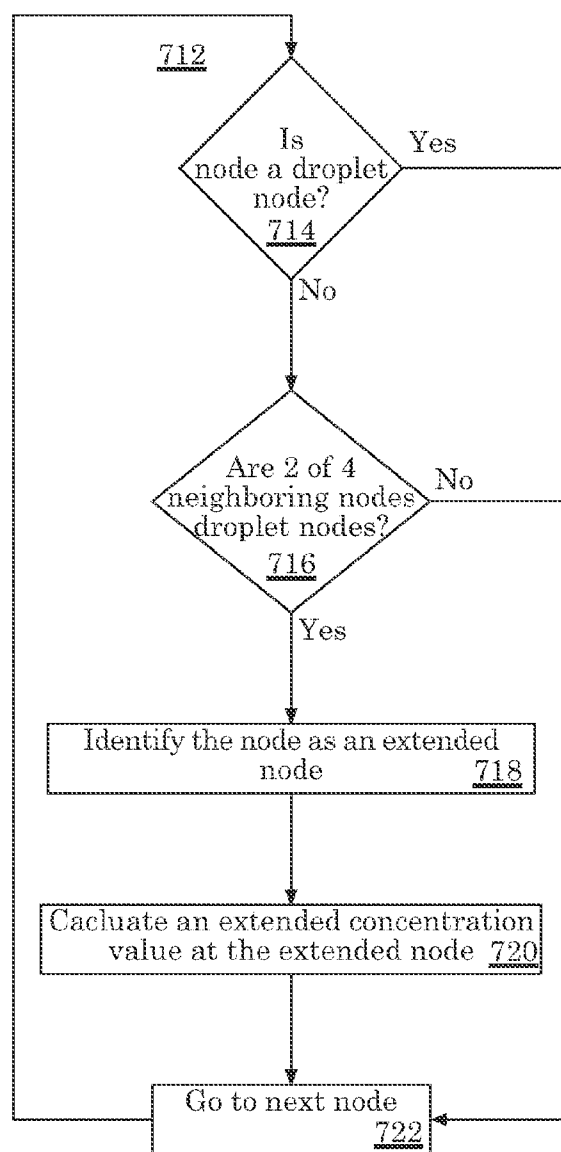 712
Is
node a droplet
node?
714
Yes
No
Are 2 of 4
neighboring nodes
droplet nodes?
716
No
Yes
Identify the node as an extended
node 718
Cacluate an extended concentration
value at the extended node 720
Go to next node
722